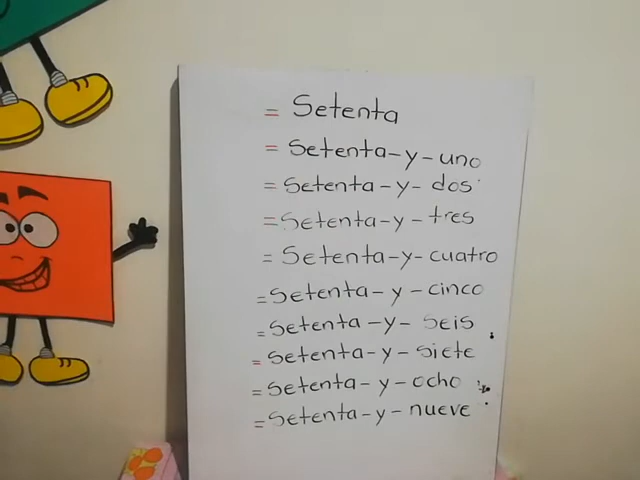 = Setenta
= Setenta-y-uno
= Setenta-y-dos
= Setenta-y-tres
= Setenta-y-cuatro
= Setenta-y-cinco
= Setenta-y-seis
= Setenta-y-siete
= Setenta-y-ocho
= Setenta-y-nueve